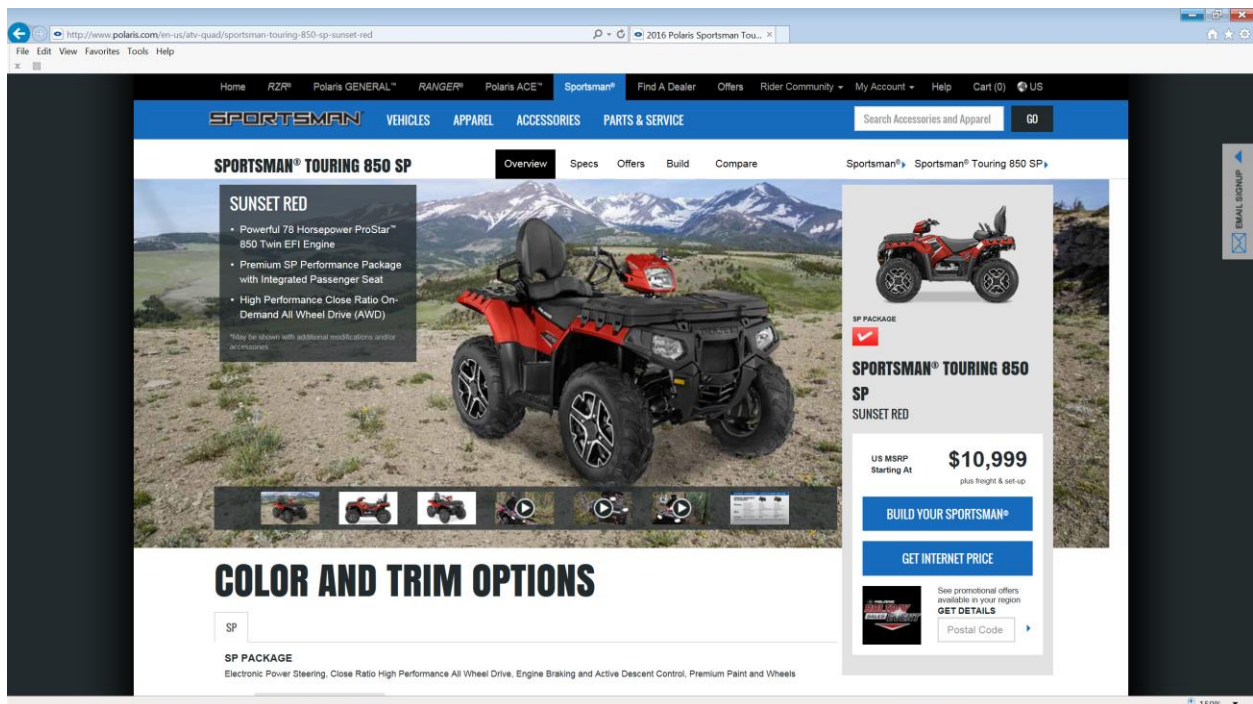 http://www.polaris.com/en-us/atv-quad/sportsman-touring-850-sp-sunset-red
2016 Polaris Sportsman Tou...
File Edit View Favorites Tools Help
Home RZR® Polaris GENERAL™ RANGER® Polaris ACE™ Sportsman® Find A Dealer Offers Rider Community My Account Help Cart (0) US
SPORTSMAN VEHICLES APPAREL ACCESSORIES PARTS & SERVICE Search Accessories and Apparel GO
SPORTSMAN® TOURING 850 SP Overview Specs Offers Build Compare Sportsman® Sportsman® Touring 850 SP
EMAIL SIGNUP
SUNSET RED
• Powerful 78 Horsepower ProStar™
850 Twin EFI Engine
• Premium SP Performance Package
with Integrated Passenger Seat
• High Performance Close Ratio On-
Demand All Wheel Drive (AWD)
*May be shown with additional modifications and/or
accessories
SP PACKAGE
SPORTSMAN® TOURING 850
SP
SUNSET RED
US MSRP
Starting At
$10,999
plus freight & set-up
BUILD YOUR SPORTSMAN®
GET INTERNET PRICE
POLARIS
SALES EVENT
See promotional offers
available in your region
GET DETAILS
Postal Code
COLOR AND TRIM OPTIONS
SP
SP PACKAGE
Electronic Power Steering, Close Ratio High Performance All Wheel Drive, Engine Braking and Active Descent Control, Premium Paint and Wheels
150%